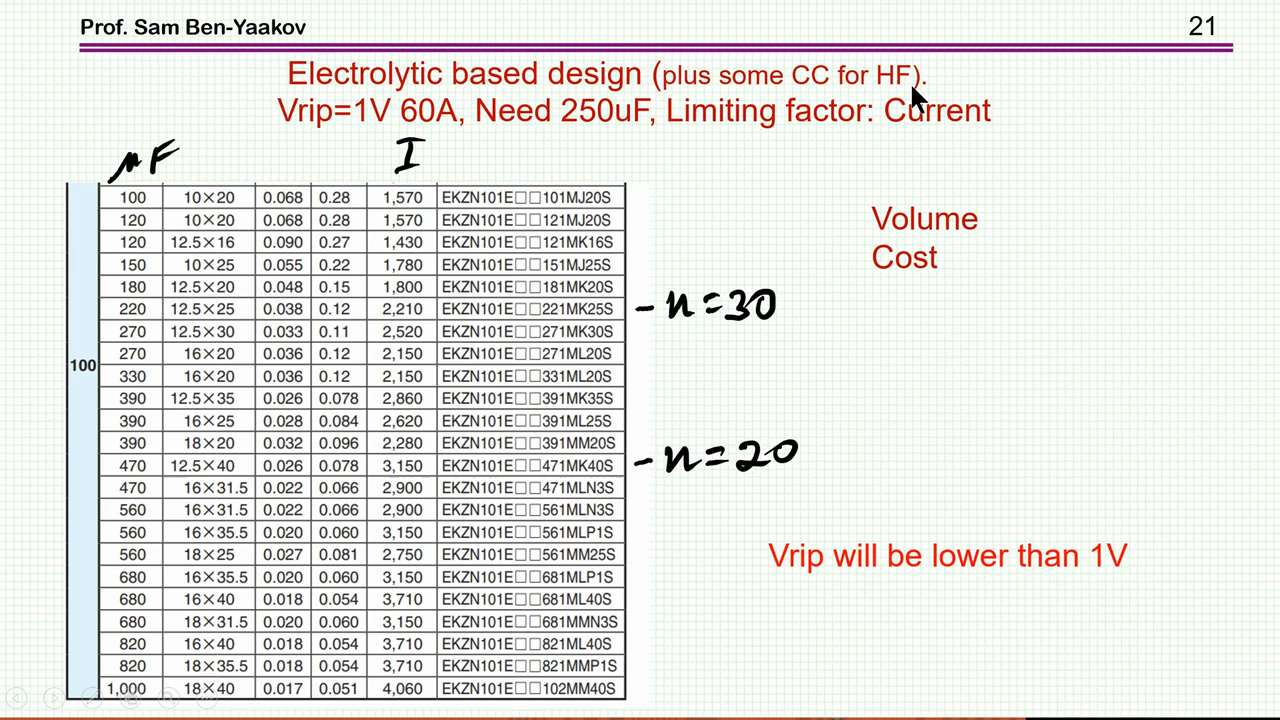 Prof. Sam Ben-Yaakov
21
Electrolytic based design (plus some CC for HF).
Vrip=1V 60A, Need 250uF, Limiting factor: Current
μF I
100 10×20 0.068 0.28 1,570 EKZN101E□□101MJ20S
120 10×20 0.068 0.28 1,570 EKZN101E□□121MJ20S
120 12.5×16 0.090 0.27 1,430 EKZN101E□□121MK16S
150 10×25 0.055 0.22 1,780 EKZN101E□□151MJ25S
180 12.5×20 0.048 0.15 1,800 EKZN101E□□181MK20S
220 12.5×25 0.038 0.12 2,210 EKZN101E□□221MK25S
270 12.5×30 0.033 0.11 2,520 EKZN101E□□271MK30S
270 16×20 0.036 0.12 2,150 EKZN101E□□271ML20S
100
330 16×20 0.036 0.12 2,150 EKZN101E□□331ML20S
390 12.5×35 0.026 0.078 2,860 EKZN101E□□391MK35S
390 16×25 0.028 0.084 2,620 EKZN101E□□391ML25S
390 18×20 0.032 0.096 2,280 EKZN101E□□391MM20S
470 12.5×40 0.026 0.078 3,150 EKZN101E□□471MK40S
470 16×31.5 0.022 0.066 2,900 EKZN101E□□471MLN3S
560 16×31.5 0.022 0.066 2,900 EKZN101E□□561MLN3S
560 16×35.5 0.020 0.060 3,150 EKZN101E□□561MLP1S
560 18×25 0.027 0.081 2,750 EKZN101E□□561MM25S
680 16×35.5 0.020 0.060 3,150 EKZN101E□□681MLP1S
680 16×40 0.018 0.054 3,710 EKZN101E□□681ML40S
680 18×31.5 0.020 0.060 3,150 EKZN101E□□681MMN3S
820 16×40 0.018 0.054 3,710 EKZN101E□□821ML40S
820 18×35.5 0.018 0.054 3,710 EKZN101E□□821MMP1S
1,000 18×40 0.017 0.051 4,060 EKZN101E□□102MM40S
Volume
Cost
-n=30
-n=20
Vrip will be lower than 1V